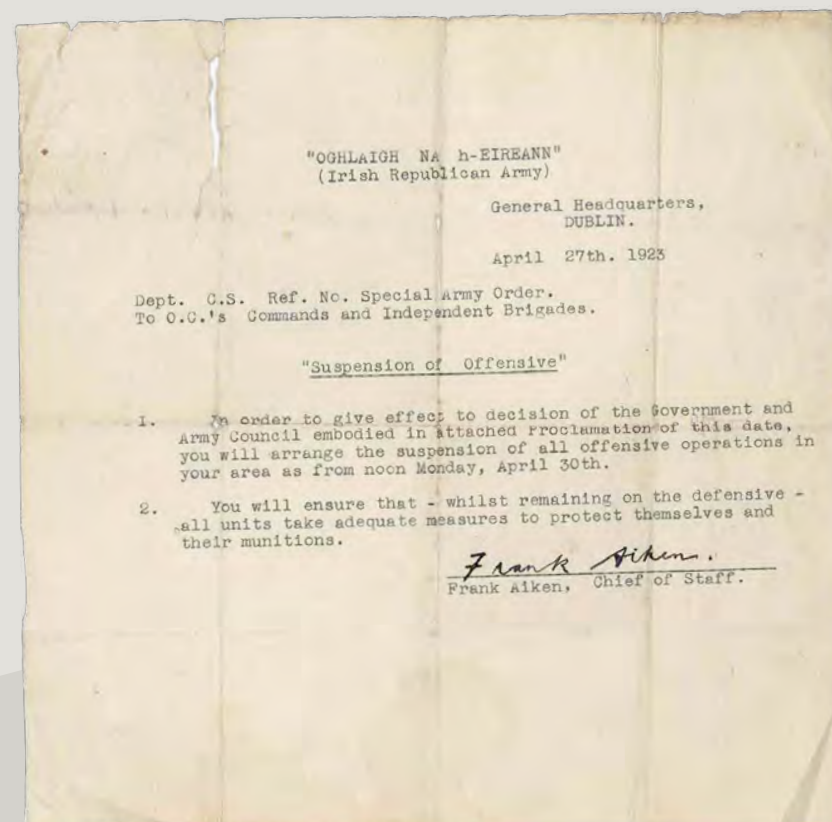 "OGHLAIGH NA h-EIREANN"
(Irish Republican Army)
General Headquarters,
DUBLIN.
April 27th. 1923
Dept. C.S. Ref. No. Special Army Order.
To O.C.'s Commands and Independent Brigades.
"Suspension of Offensive"
1. In order to give effect to decision of the Government and
Army Council embodied in attached Proclamation of this date,
you will arrange the suspension of all offensive operations in
your area as from noon Monday, April 30th.
2. You will ensure that - whilst remaining on the defensive -
all units take adequate measures to protect themselves and
their munitions.
Frank Aiken.
Frank Aiken, Chief of Staff.